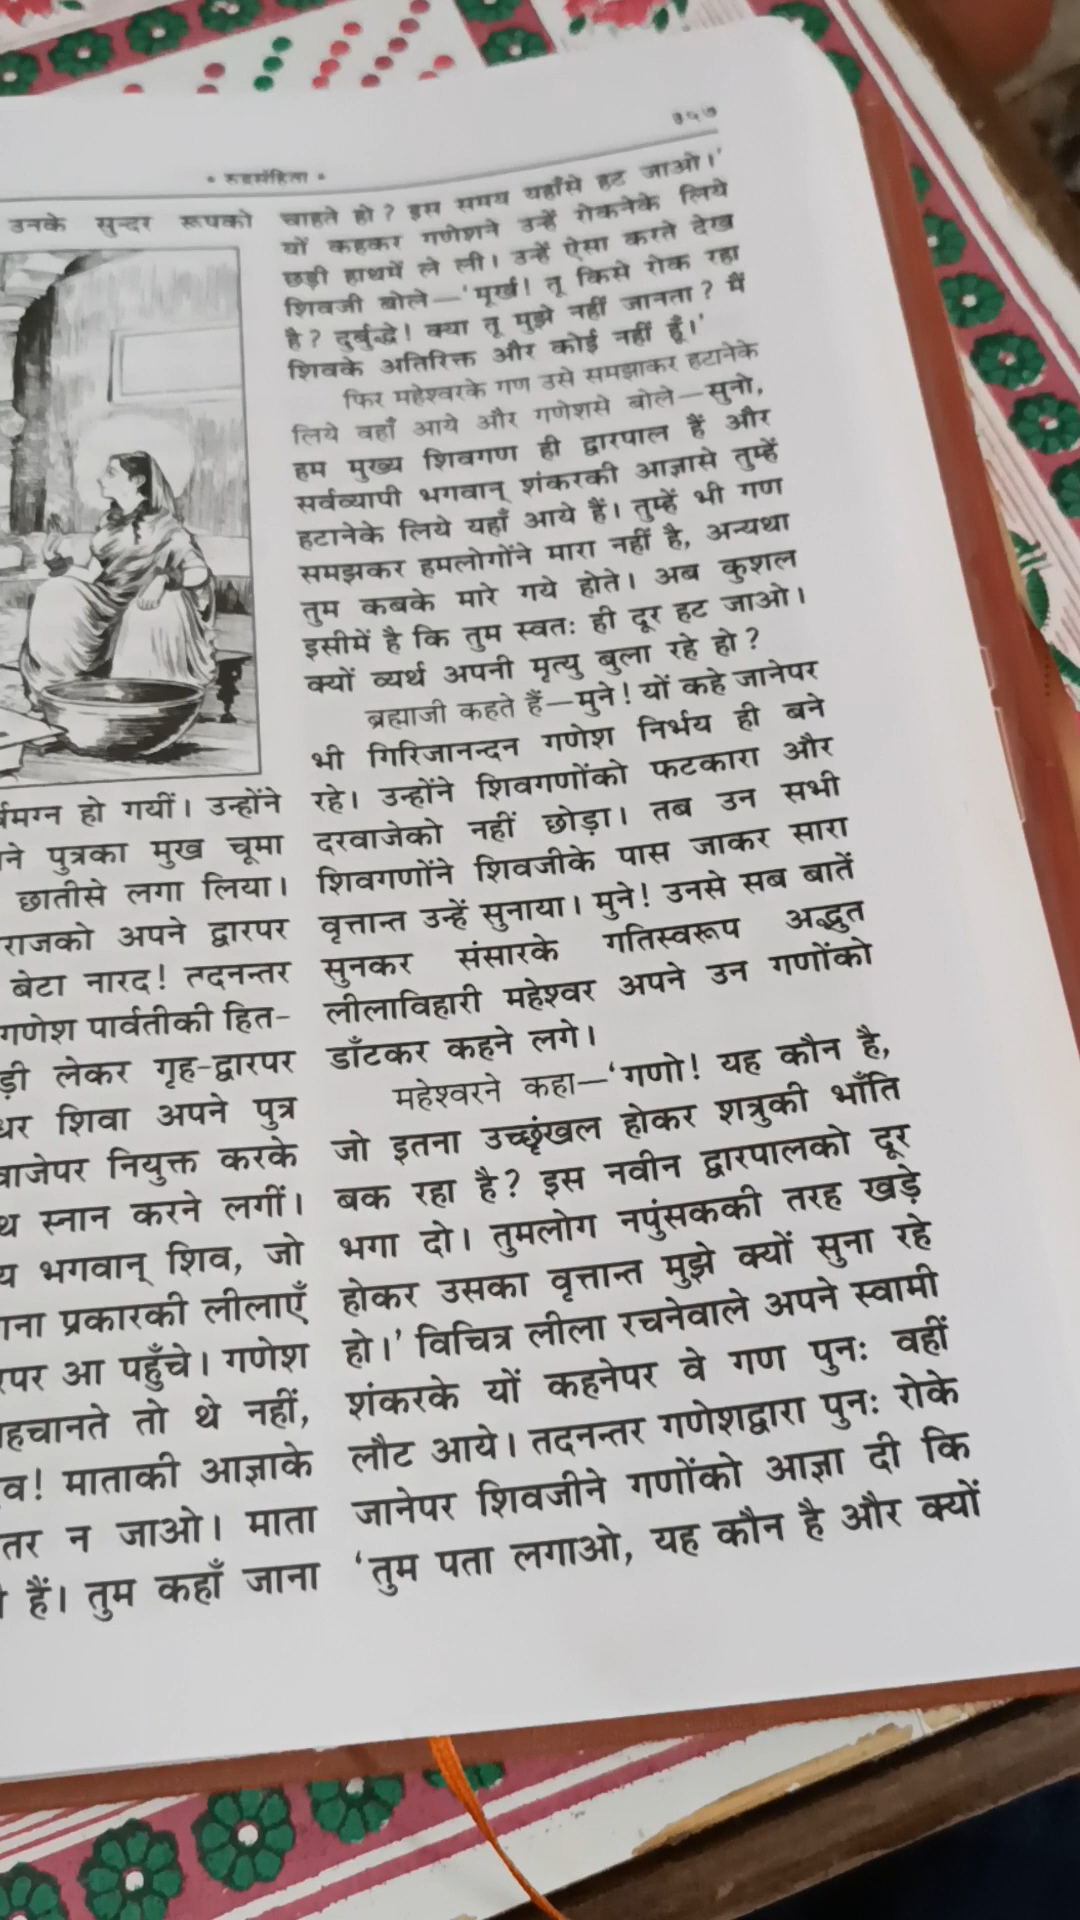 ३५७
* रुद्रसंहिता *
उनके सुन्दर रूपको
र्षमग्न हो गयीं। उन्होंने
ने पुत्रका मुख चूमा
छातीसे लगा लिया।
राजको अपने द्वारपर
बेटा नारद! तदनन्तर
गणेश पार्वतीकी हित-
ड़ी लेकर गृह-द्वारपर
धर शिवा अपने पुत्र
वाजेपर नियुक्त करके
थ स्नान करने लगीं।
य भगवान् शिव, जो
ाना प्रकारकी लीलाएँ
रपर आ पहुँचे। गणेश
हचानते तो थे नहीं,
व! माताकी आज्ञाके
तर न जाओ। माता
हैं। तुम कहाँ जाना
चाहते हो? इस समय यहाँसे हट जाओ।'
यों कहकर गणेशने उन्हें रोकनेके लिये
छड़ी हाथमें ले ली। उन्हें ऐसा करते देख
शिवजी बोले—'मूर्ख! तू किसे रोक रहा
है? दुर्बुद्धे! क्या तू मुझे नहीं जानता? मैं
शिवके अतिरिक्त और कोई नहीं हूँ।'
फिर महेश्वरके गण उसे समझाकर हटानेके
लिये वहाँ आये और गणेशसे बोले—सुनो,
हम मुख्य शिवगण ही द्वारपाल हैं और
सर्वव्यापी भगवान् शंकरकी आज्ञासे तुम्हें
हटानेके लिये यहाँ आये हैं। तुम्हें भी गण
समझकर हमलोगोंने मारा नहीं है, अन्यथा
तुम कबके मारे गये होते। अब कुशल
इसीमें है कि तुम स्वतः ही दूर हट जाओ।
क्यों व्यर्थ अपनी मृत्यु बुला रहे हो?
ब्रह्माजी कहते हैं—मुने! यों कहे जानेपर
भी गिरिजानन्दन गणेश निर्भय ही बने
रहे। उन्होंने शिवगणोंको फटकारा और
दरवाजेको नहीं छोड़ा। तब उन सभी
शिवगणोंने शिवजीके पास जाकर सारा
वृत्तान्त उन्हें सुनाया। मुने! उनसे सब बातें
सुनकर संसारके गतिस्वरूप अद्भुत
लीलाविहारी महेश्वर अपने उन गणोंको
डाँटकर कहने लगे।
महेश्वरने कहा—'गणो! यह कौन है,
जो इतना उच्छृंखल होकर शत्रुकी भाँति
बक रहा है? इस नवीन द्वारपालको दूर
भगा दो। तुमलोग नपुंसककी तरह खड़े
होकर उसका वृत्तान्त मुझे क्यों सुना रहे
हो।' विचित्र लीला रचनेवाले अपने स्वामी
शंकरके यों कहनेपर वे गण पुनः वहीं
लौट आये। तदनन्तर गणेशद्वारा पुनः रोके
जानेपर शिवजीने गणोंको आज्ञा दी कि
'तुम पता लगाओ, यह कौन है और क्यों